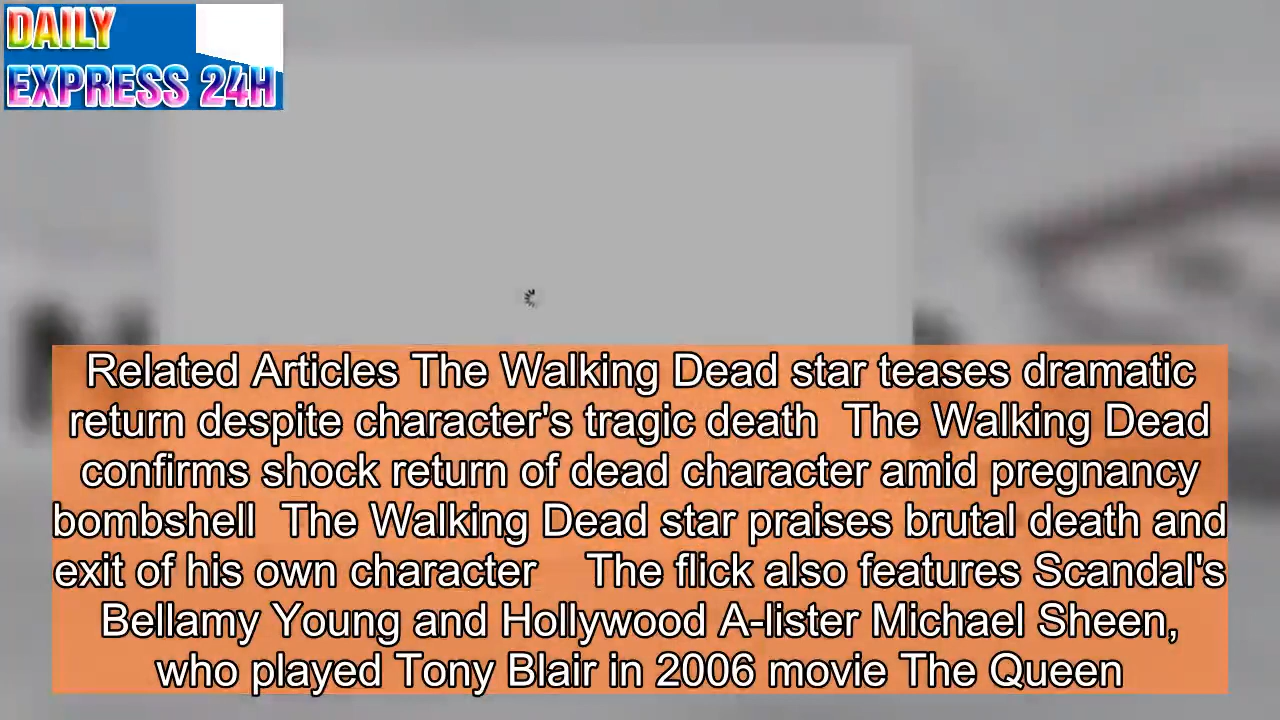 DAILY
EXPRESS 24H
Related Articles The Walking Dead star teases dramatic
return despite character's tragic death The Walking Dead
confirms shock return of dead character amid pregnancy
bombshell The Walking Dead star praises brutal death and
exit of his own character The flick also features Scandal's
Bellamy Young and Hollywood A-lister Michael Sheen,
who played Tony Blair in 2006 movie The Queen